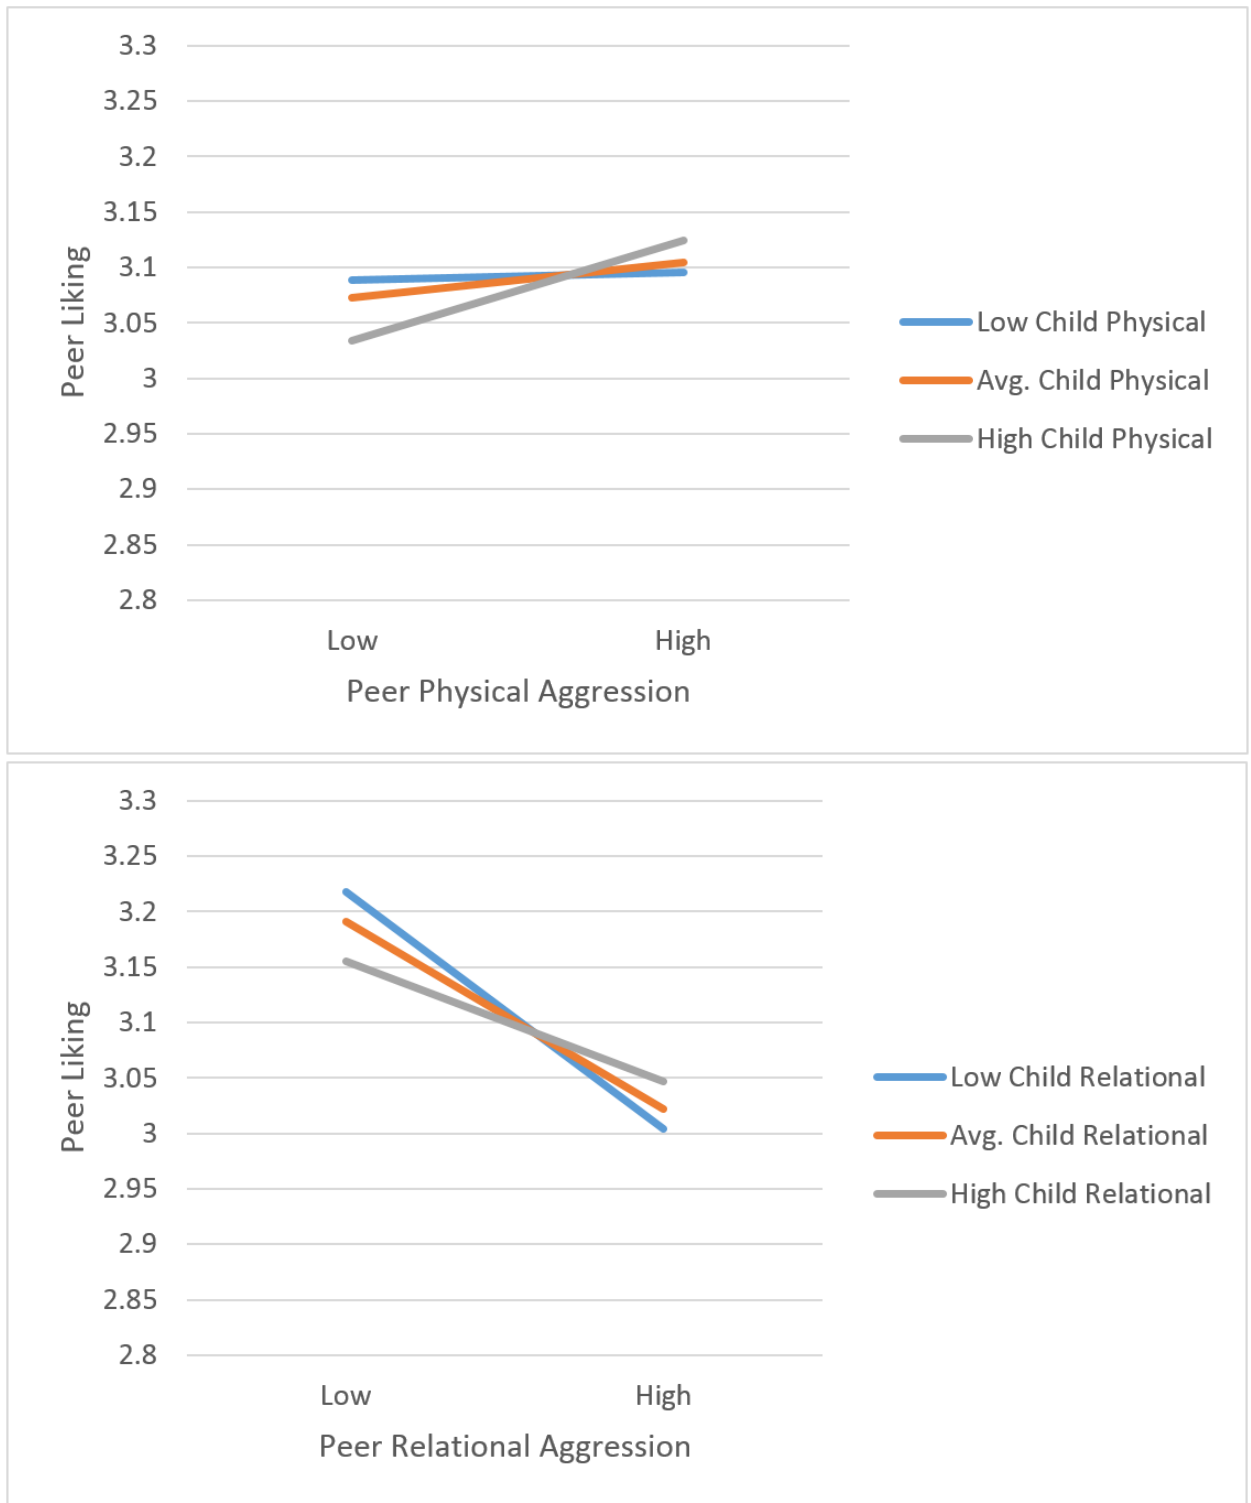 3.3
3.25
3.2
3.15
3.1
3.05
3
2.95
2.9
2.85
2.8
Peer Liking
Low High
Peer Physical Aggression
Low Child Physical
Avg. Child Physical
High Child Physical
3.3
3.25
3.2
3.15
3.1
3.05
3
2.95
2.9
2.85
2.8
Peer Liking
Low High
Peer Relational Aggression
Low Child Relational
Avg. Child Relational
High Child Relational